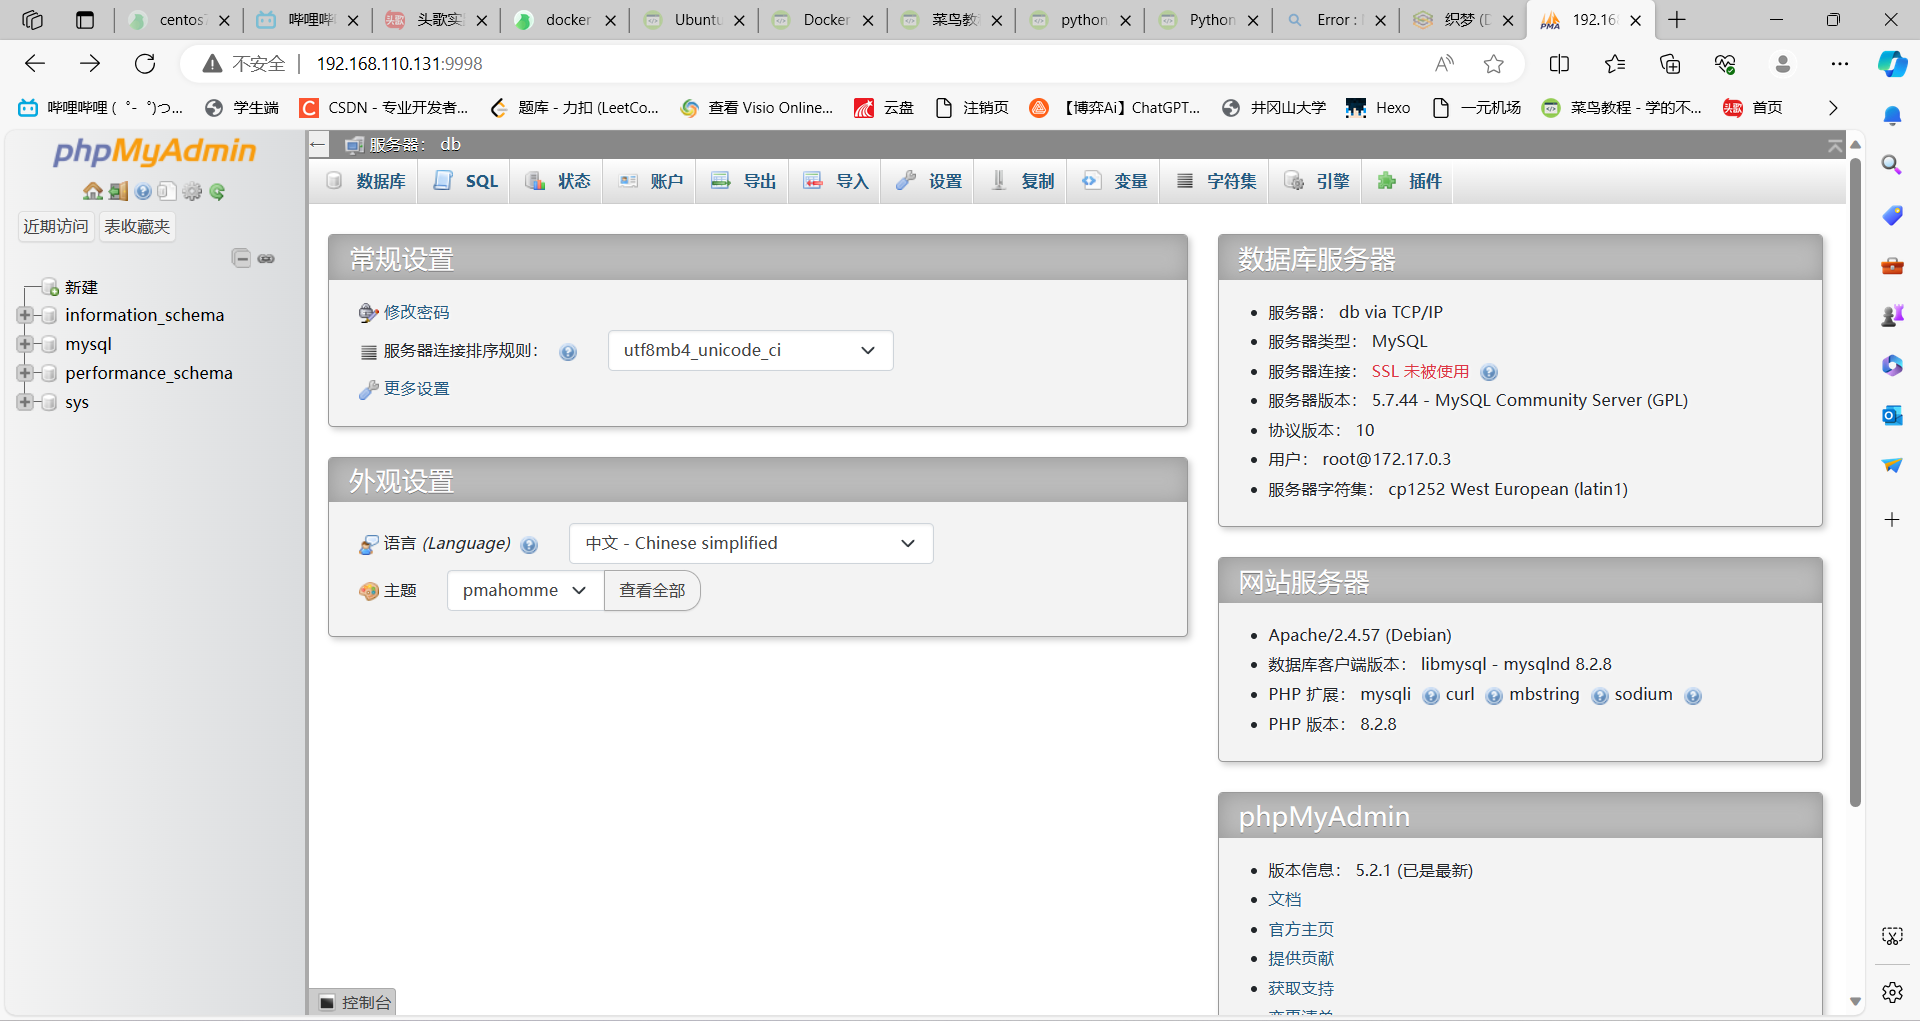 centos7
哔哩哔
头歌实
docker
Ubuntu
Docker
菜鸟教
python
Python
Error :
织梦 (D
192.16
不安全
192.168.110.131:9998
哔哩哔哩 ( ゜- ゜)つ...
学生端
CSDN - 专业开发者...
题库 - 力扣 (LeetCo...
查看 Visio Online...
云盘
注销页
【博弈Ai】ChatGPT...
井冈山大学
Hexo
一元机场
菜鸟教程 - 学的不...
头歌
首页
phpMyAdmin
近期访问
表收藏夹
新建
information_schema
mysql
performance_schema
sys
服务器： db
数据库
SQL
状态
账户
导出
导入
设置
复制
变量
字符集
引擎
插件
常规设置
修改密码
服务器连接排序规则：
utf8mb4_unicode_ci
更多设置
外观设置
语言 (Language)
中文 - Chinese simplified
主题
pmahomme
查看全部
数据库服务器
服务器： db via TCP/IP
服务器类型： MySQL
服务器连接： SSL 未被使用
服务器版本： 5.7.44 - MySQL Community Server (GPL)
协议版本： 10
用户： root@172.17.0.3
服务器字符集： cp1252 West European (latin1)
网站服务器
Apache/2.4.57 (Debian)
数据库客户端版本： libmysql - mysqlnd 8.2.8
PHP 扩展： mysqli curl mbstring sodium
PHP 版本： 8.2.8
phpMyAdmin
版本信息： 5.2.1 (已是最新)
文档
官方主页
提供贡献
获取支持
控制台